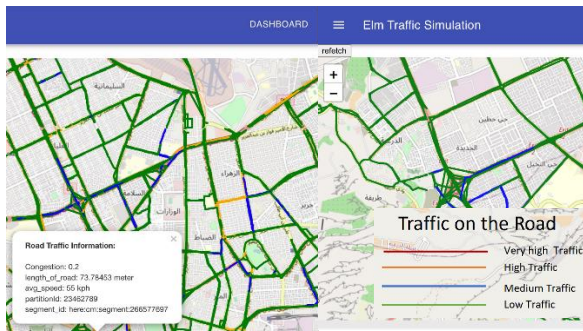 DASHBOARD
Elm Traffic Simulation
refetch
+
−
السليمانية
الزهراء
الوزارات
الضباط
جرير
Road Traffic Information:
Congestion: 0.2
length_of_road: 73.78453 meter
avg_speed: 55 kph
partitionId: 23462789
segment_id: here:cm:segment:266577697
حي حطين
الجديدة
حي النخيل
طريفة
Traffic on the Road
Very high Traffic
High Traffic
Medium Traffic
Low Traffic